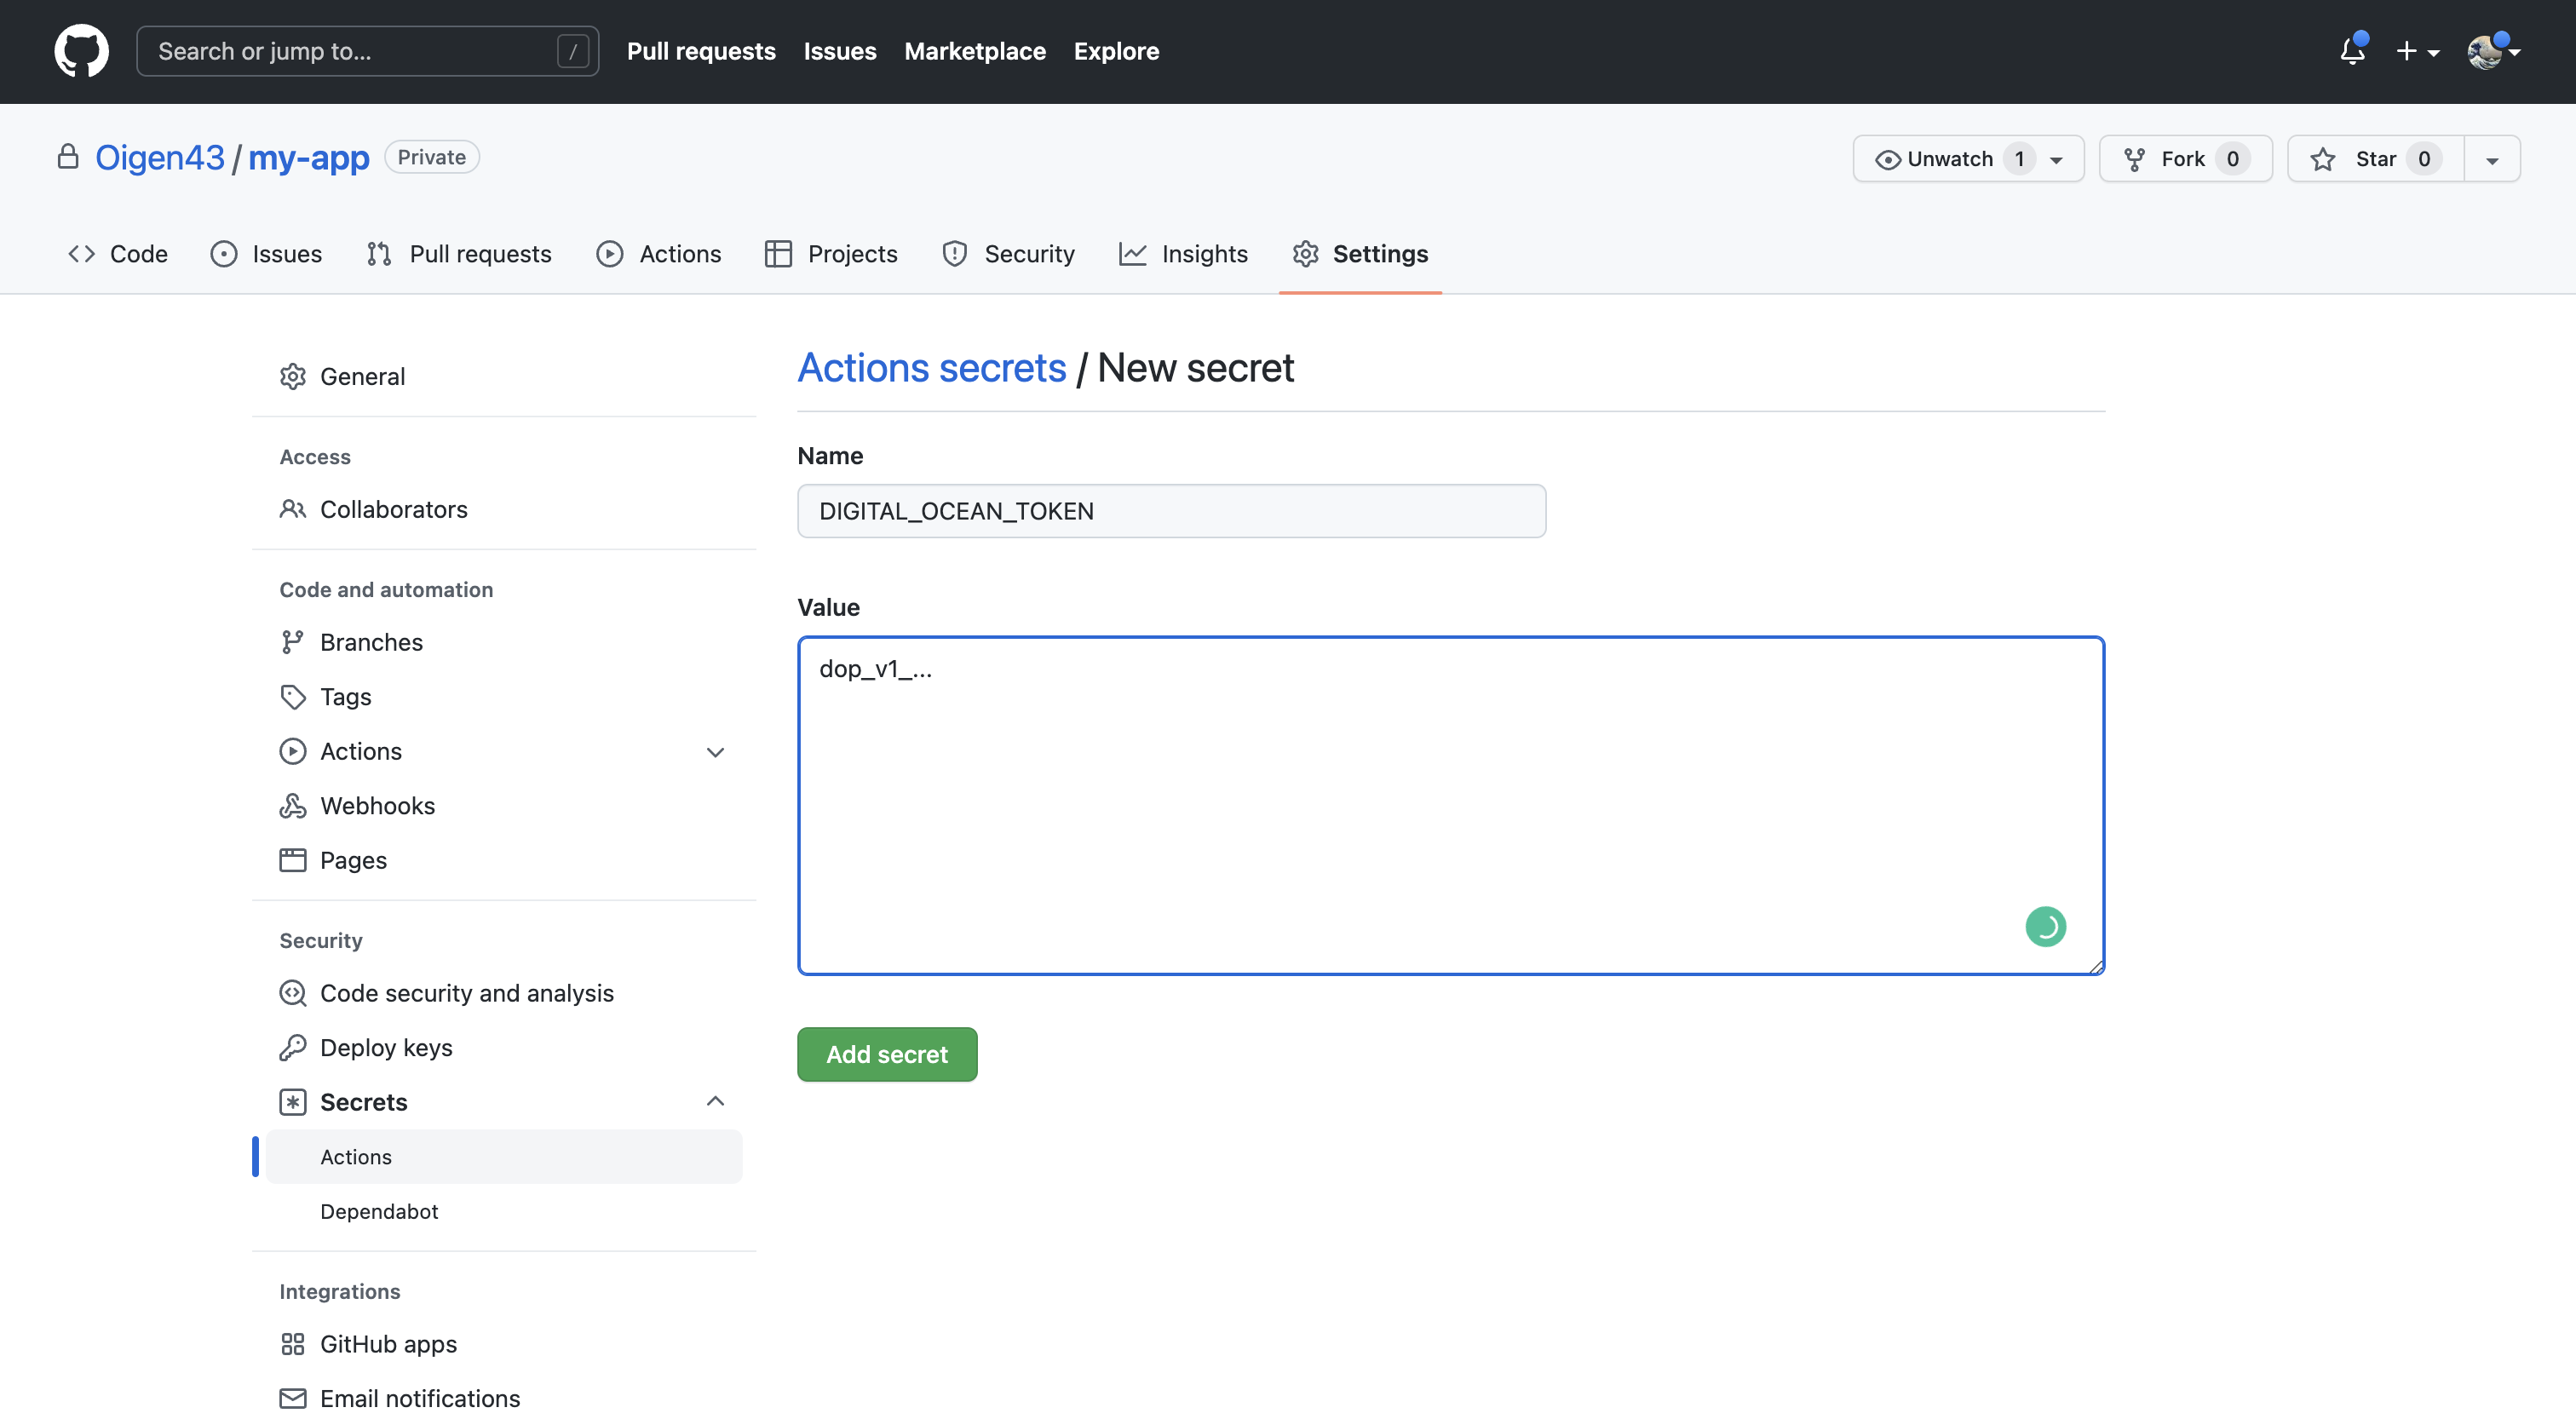 Search or jump to... /
Pull requests Issues Marketplace Explore
Oigen43 / my-app Private
Unwatch 1 Fork 0 Star 0
Code Issues Pull requests Actions Projects Security Insights Settings
General
Access
Collaborators
Code and automation
Branches
Tags
Actions
Webhooks
Pages
Security
Code security and analysis
Deploy keys
Secrets
Actions
Dependabot
Integrations
GitHub apps
Email notifications
Actions secrets / New secret
Name
DIGITAL_OCEAN_TOKEN
Value
dop_v1_...
Add secret